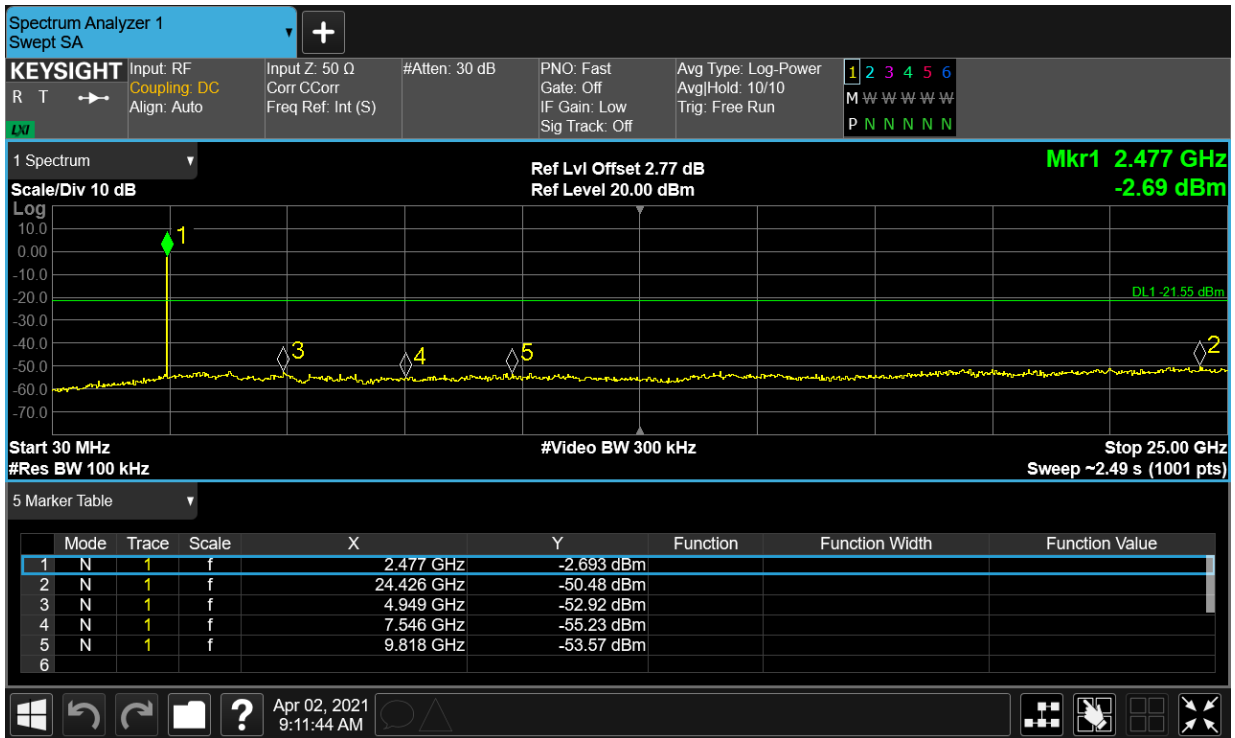 Spectrum Analyzer 1
Swept SA
+
KEYSIGHT
R T
LXI
Input: RF
Coupling: DC
Align: Auto
Input Z: 50 Ω
Corr CCorr
Freq Ref: Int (S)
#Atten: 30 dB
PNO: Fast
Gate: Off
IF Gain: Low
Sig Track: Off
Avg Type: Log-Power
Avg|Hold: 10/10
Trig: Free Run
1 2 3 4 5 6
M W W W W W
P N N N N N
1 Spectrum
Scale/Div 10 dB
Ref Lvl Offset 2.77 dB
Ref Level 20.00 dBm
Mkr1 2.477 GHz
-2.69 dBm
Log
10.0
0.00
-10.0
-20.0
-30.0
-40.0
-50.0
-60.0
-70.0
1
DL1 -21.55 dBm
3
4
5
2
Start 30 MHz
#Res BW 100 kHz
#Video BW 300 kHz
Stop 25.00 GHz
Sweep ~2.49 s (1001 pts)
5 Marker Table
Mode Trace Scale X Y Function Function Width Function Value
1 N 1 f 2.477 GHz -2.693 dBm
2 N 1 f 24.426 GHz -50.48 dBm
3 N 1 f 4.949 GHz -52.92 dBm
4 N 1 f 7.546 GHz -55.23 dBm
5 N 1 f 9.818 GHz -53.57 dBm
6
?
Apr 02, 2021
9:11:44 AM